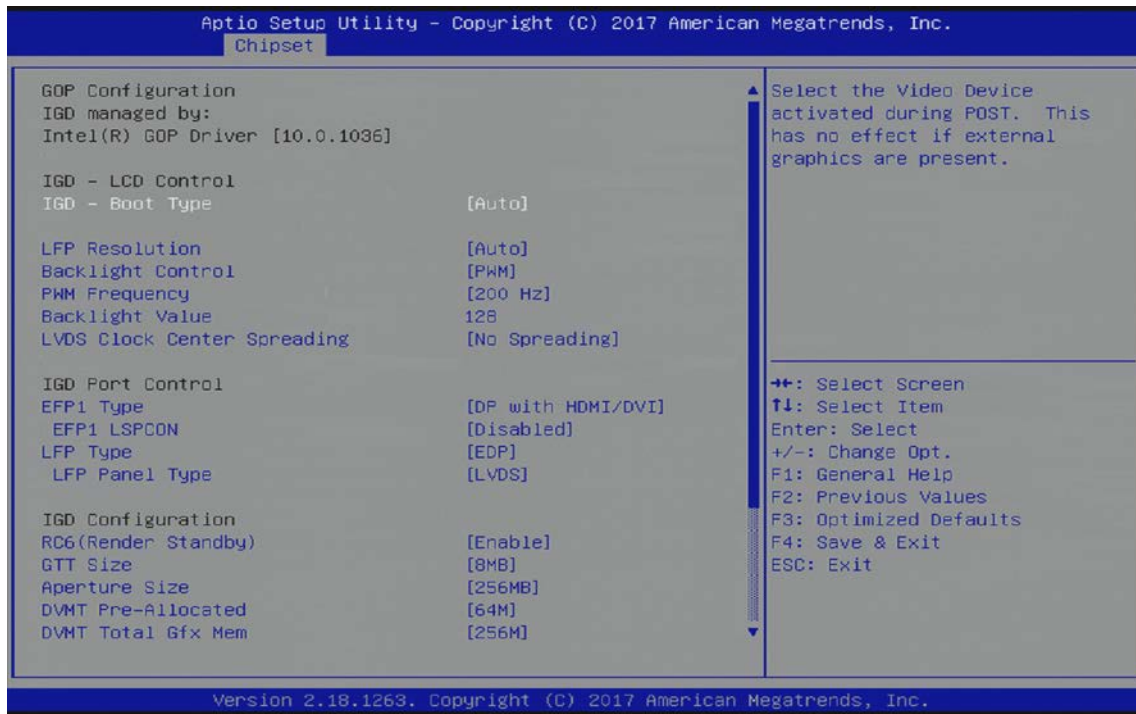 Aptio Setup Utility – Copyright (C) 2017 American Megatrends, Inc.
Chipset
GOP Configuration
IGD managed by:
Intel(R) GOP Driver [10.0.1036]
IGD – LCD Control
IGD – Boot Type [Auto]
LFP Resolution [Auto]
Backlight Control [PWM]
PWM Frequency [200 Hz]
Backlight Value 128
LVDS Clock Center Spreading [No Spreading]
IGD Port Control
EFP1 Type [DP with HDMI/DVI]
EFP1 LSPCON [Disabled]
LFP Type [EDP]
LFP Panel Type [LVDS]
IGD Configuration
RC6(Render Standby) [Enable]
GTT Size [8MB]
Aperture Size [256MB]
DVMT Pre-Allocated [64M]
DVMT Total Gfx Mem [256M]
Select the Video Device
activated during POST. This
has no effect if external
graphics are present.
→←: Select Screen
↑↓: Select Item
Enter: Select
+/-: Change Opt.
F1: General Help
F2: Previous Values
F3: Optimized Defaults
F4: Save & Exit
ESC: Exit
Version 2.18.1263. Copyright (C) 2017 American Megatrends, Inc.